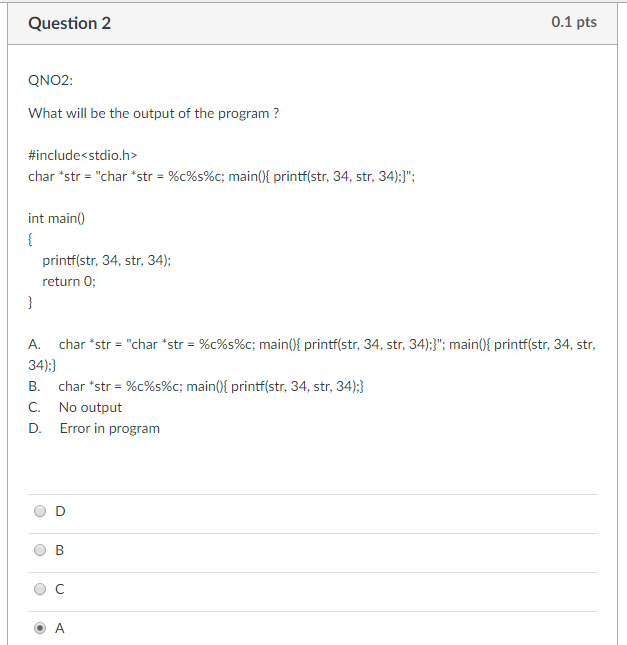 Question 2
0.1 pts
QNO2:
What will be the output of the program ?
#include<stdio.h>
char *str = "char *str = %c%s%c; main(){ printf(str, 34, str, 34);}";
int main()
{
printf(str, 34, str, 34);
return 0;
}
A. char *str = "char *str = %c%s%c; main(){ printf(str, 34, str, 34);}"; main(){ printf(str, 34, str,
34);}
B. char *str = %c%s%c; main(){ printf(str, 34, str, 34);}
C. No output
D. Error in program
D
B
C
A